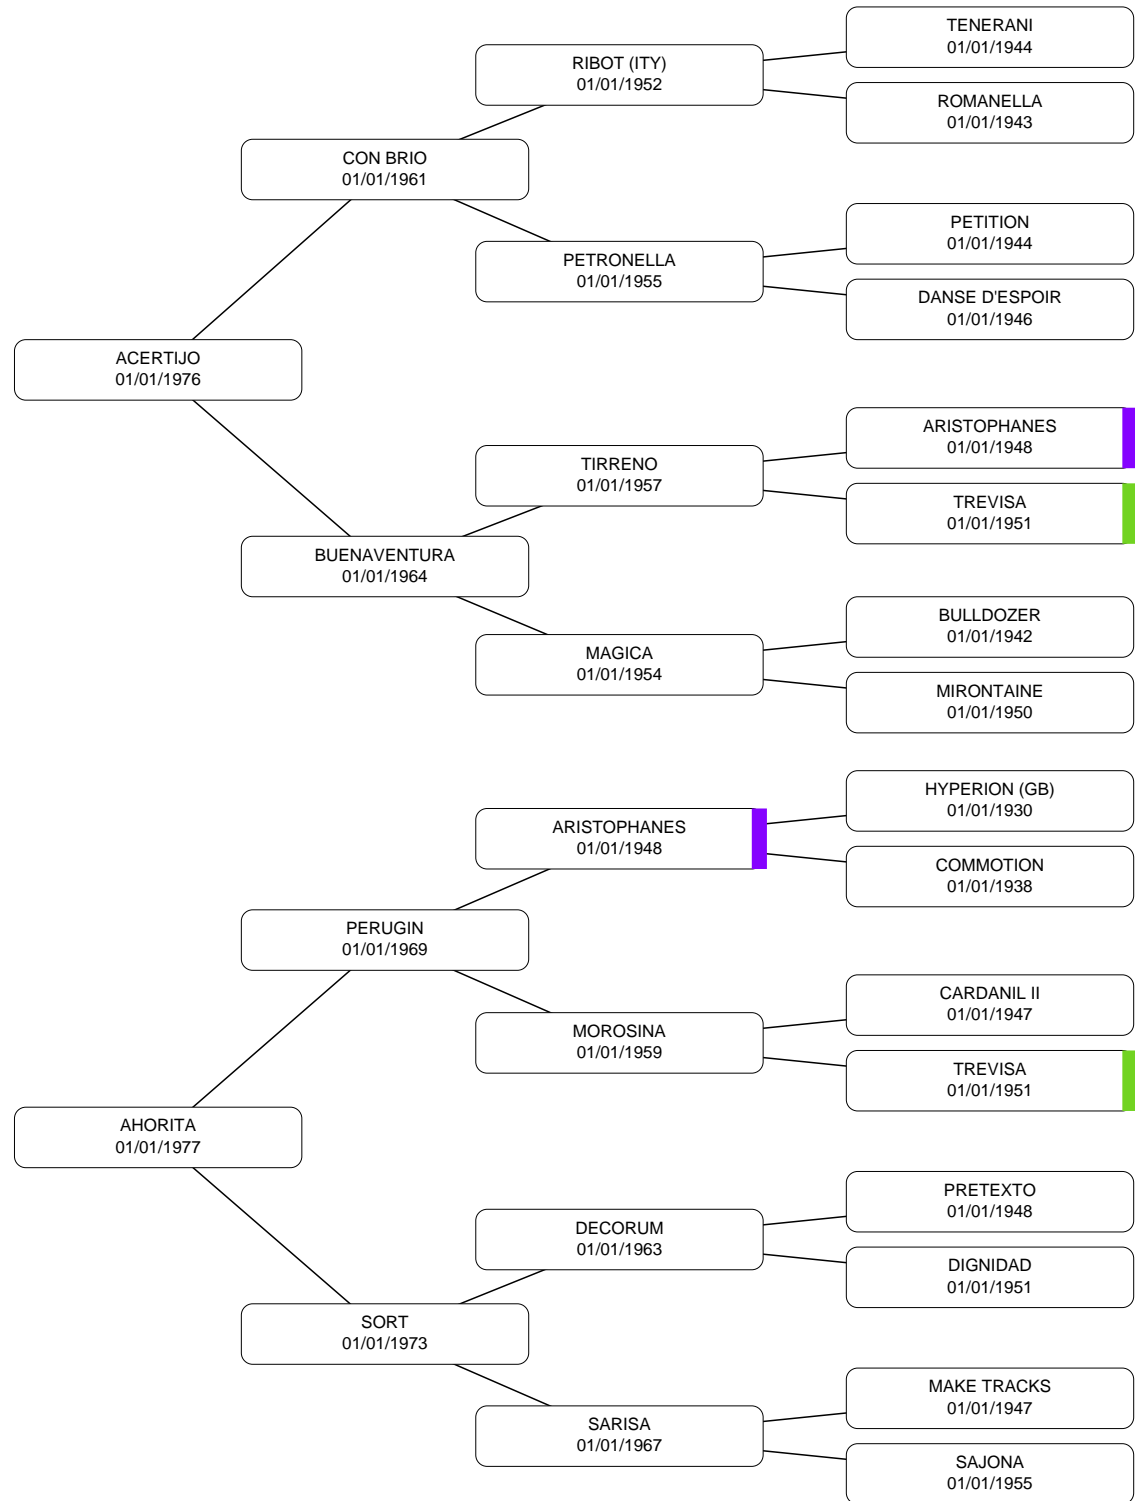 TENERANI
01/01/1944
RIBOT (ITY)
01/01/1952
ROMANELLA
01/01/1943
CON BRIO
01/01/1961
PETITION
01/01/1944
PETRONELLA
01/01/1955
DANSE D'ESPOIR
01/01/1946
ACERTIJO
01/01/1976
ARISTOPHANES
01/01/1948
TIRRENO
01/01/1957
TREVISA
01/01/1951
BUENAVENTURA
01/01/1964
BULLDOZER
01/01/1942
MAGICA
01/01/1954
MIRONTAINE
01/01/1950
HYPERION (GB)
01/01/1930
ARISTOPHANES
01/01/1948
COMMOTION
01/01/1938
PERUGIN
01/01/1969
CARDANIL II
01/01/1947
MOROSINA
01/01/1959
TREVISA
01/01/1951
AHORITA
01/01/1977
PRETEXTO
01/01/1948
DECORUM
01/01/1963
DIGNIDAD
01/01/1951
SORT
01/01/1973
MAKE TRACKS
01/01/1947
SARISA
01/01/1967
SAJONA
01/01/1955